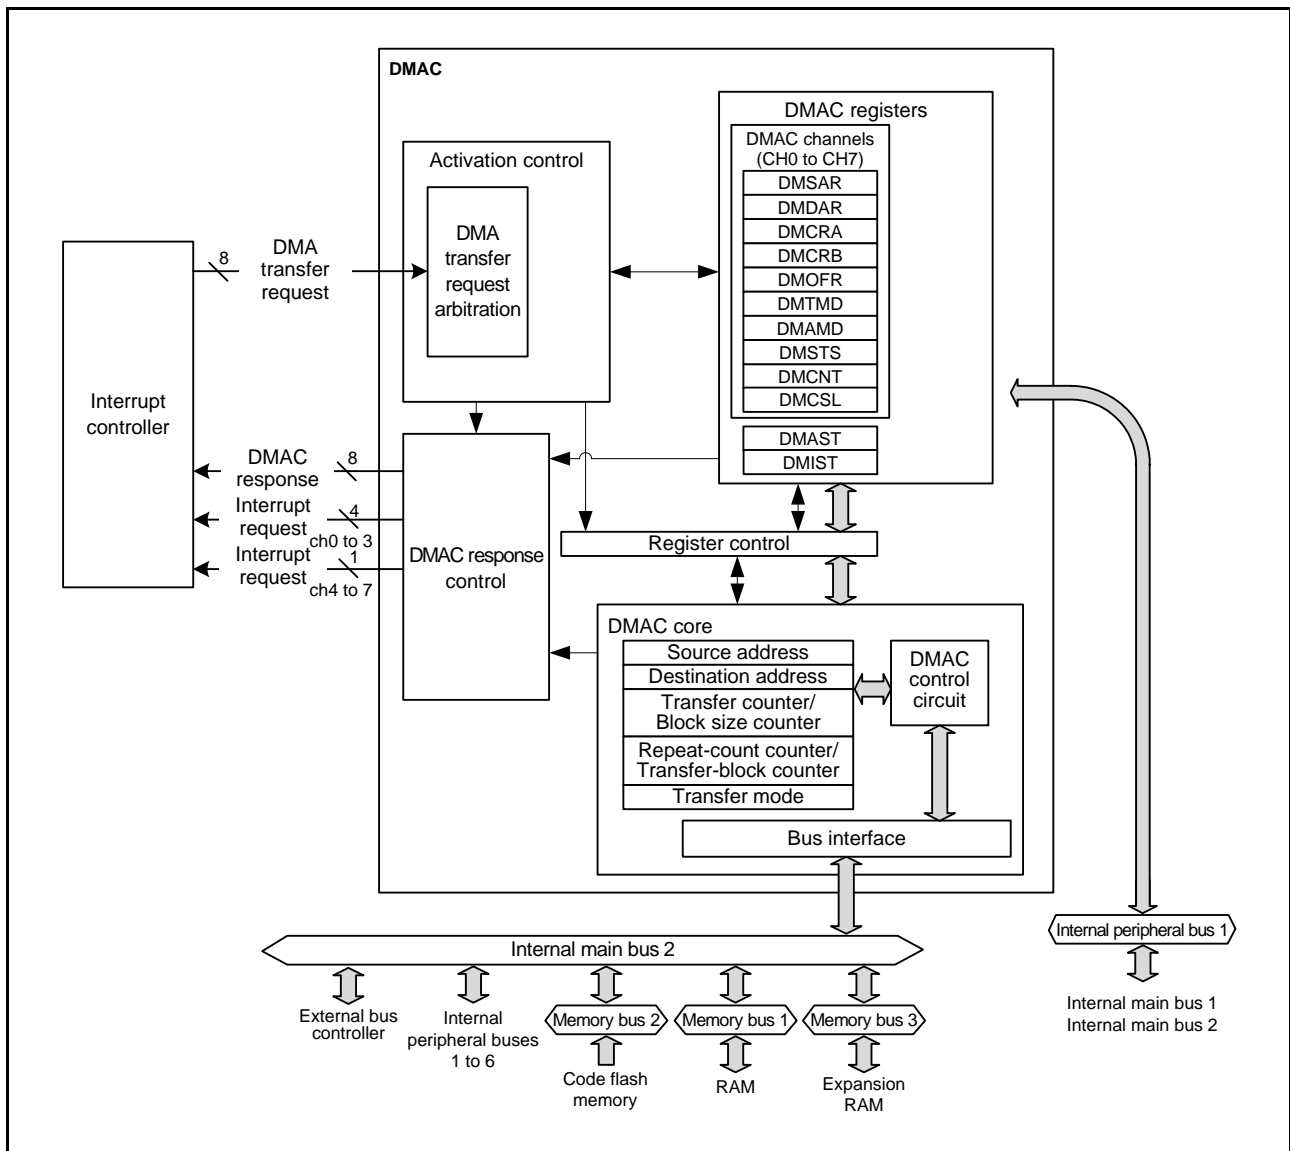 DMAC
DMAC registers
DMAC channels
(CH0 to CH7)
DMSAR
DMDAR
DMCRA
DMCRB
DMOFR
DMTMD
DMAMD
DMSTS
DMCNT
DMCSL
DMAST
DMIST
Activation control
DMA
transfer
request
arbitration
8
DMA
transfer
request
Interrupt
controller
DMAC
response
8
Interrupt
request
4
ch0 to 3
Interrupt
request
1
ch4 to 7
DMAC response
control
Register control
DMAC core
Source address
Destination address
Transfer counter/
Block size counter
Repeat-count counter/
Transfer-block counter
Transfer mode
DMAC
control
circuit
Bus interface
Internal main bus 2
Internal peripheral bus 1
External bus
controller
Internal
peripheral buses
1 to 6
Memory bus 2
Memory bus 1
Memory bus 3
Code flash
memory
RAM
Expansion
RAM
Internal main bus 1
Internal main bus 2